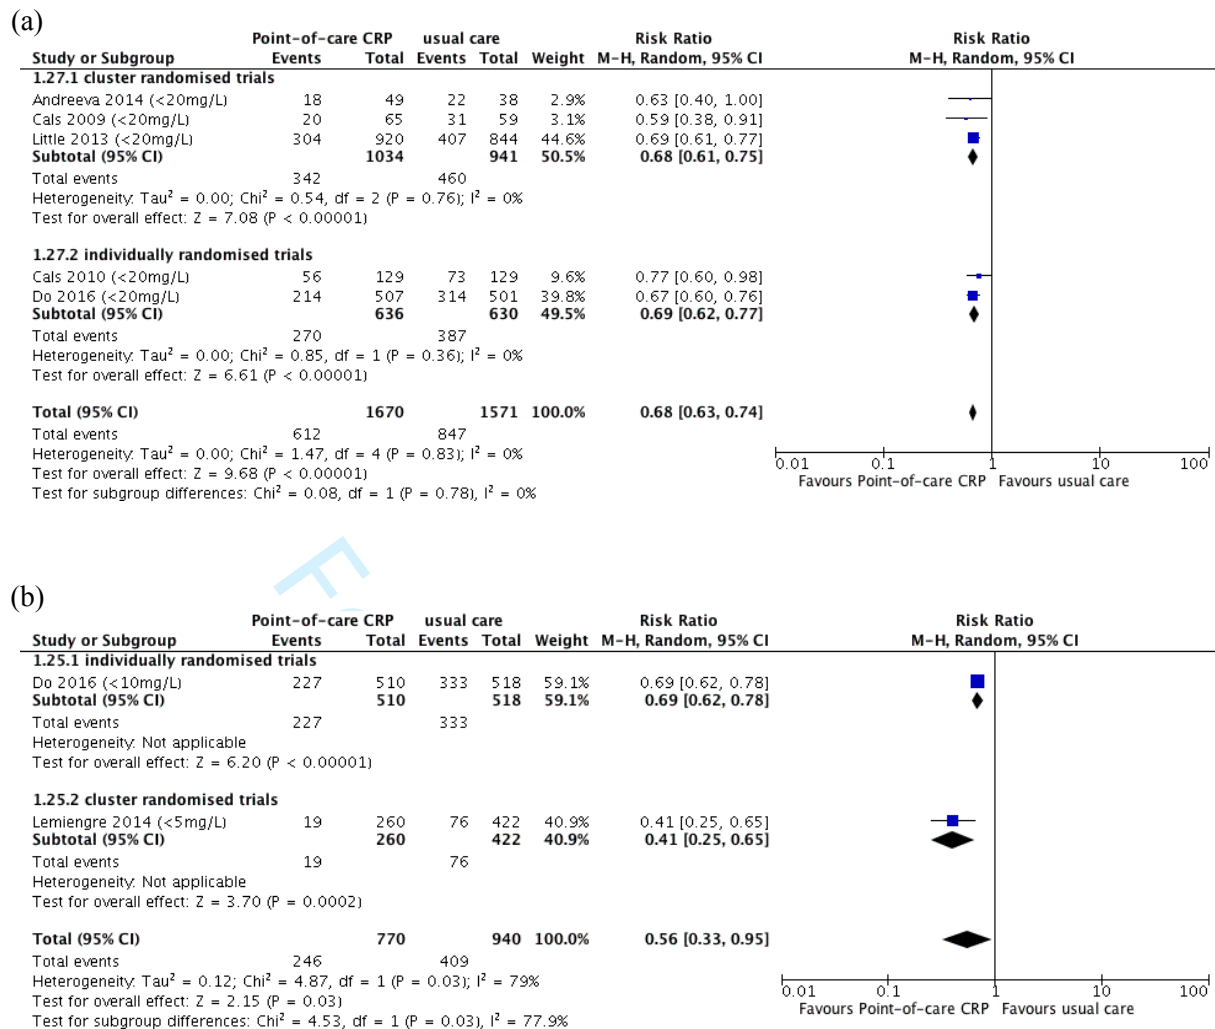 (a)
Point-of-care CRP usual care Risk Ratio Risk Ratio
Study or Subgroup Events Total Events Total Weight M-H, Random, 95% CI M-H, Random, 95% CI
1.27.1 cluster randomised trials
Andreeva 2014 (<20mg/L) 18 49 22 38 2.9% 0.63 [0.40, 1.00]
Cals 2009 (<20mg/L) 20 65 31 59 3.1% 0.59 [0.38, 0.91]
Little 2013 (<20mg/L) 304 920 407 844 44.6% 0.69 [0.61, 0.77]
Subtotal (95% CI) 1034 941 50.5% 0.68 [0.61, 0.75]
Total events 342 460
Heterogeneity: Tau² = 0.00; Chi² = 0.54, df = 2 (P = 0.76); I² = 0%
Test for overall effect: Z = 7.08 (P < 0.00001)
1.27.2 individually randomised trials
Cals 2010 (<20mg/L) 56 129 73 129 9.6% 0.77 [0.60, 0.98]
Do 2016 (<20mg/L) 214 507 314 501 39.8% 0.67 [0.60, 0.76]
Subtotal (95% CI) 636 630 49.5% 0.69 [0.62, 0.77]
Total events 270 387
Heterogeneity: Tau² = 0.00; Chi² = 0.85, df = 1 (P = 0.36); I² = 0%
Test for overall effect: Z = 6.61 (P < 0.00001)
Total (95% CI) 1670 1571 100.0% 0.68 [0.63, 0.74]
Total events 612 847
Heterogeneity: Tau² = 0.00; Chi² = 1.47, df = 4 (P = 0.83); I² = 0%
Test for overall effect: Z = 9.68 (P < 0.00001)
Test for subgroup differences: Chi² = 0.08, df = 1 (P = 0.78), I² = 0%
0.01 0.1 1 10 100
Favours Point-of-care CRP Favours usual care
(b)
Point-of-care CRP usual care Risk Ratio Risk Ratio
Study or Subgroup Events Total Events Total Weight M-H, Random, 95% CI M-H, Random, 95% CI
1.25.1 individually randomised trials
Do 2016 (<10mg/L) 227 510 333 518 59.1% 0.69 [0.62, 0.78]
Subtotal (95% CI) 510 518 59.1% 0.69 [0.62, 0.78]
Total events 227 333
Heterogeneity: Not applicable
Test for overall effect: Z = 6.20 (P < 0.00001)
1.25.2 cluster randomised trials
Lemiengre 2014 (<5mg/L) 19 260 76 422 40.9% 0.41 [0.25, 0.65]
Subtotal (95% CI) 260 422 40.9% 0.41 [0.25, 0.65]
Total events 19 76
Heterogeneity: Not applicable
Test for overall effect: Z = 3.70 (P = 0.0002)
Total (95% CI) 770 940 100.0% 0.56 [0.33, 0.95]
Total events 246 409
Heterogeneity: Tau² = 0.12; Chi² = 4.87, df = 1 (P = 0.03); I² = 79%
Test for overall effect: Z = 2.15 (P = 0.03)
Test for subgroup differences: Chi² = 4.53, df = 1 (P = 0.03), I² = 77.9%
0.01 0.1 1 10 100
Favours Point-of-care CRP Favours usual care